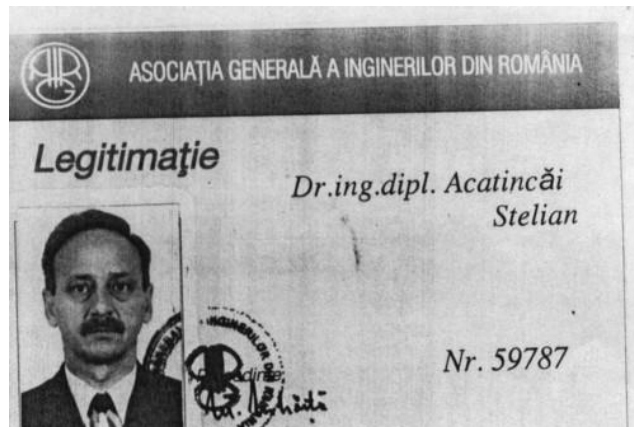 ASOCIAȚIA GENERALĂ A INGINERILOR DIN ROMÂNIA
Legitimaţie
Dr.ing.dipl. Acatincăi
Stelian
Nr. 59787